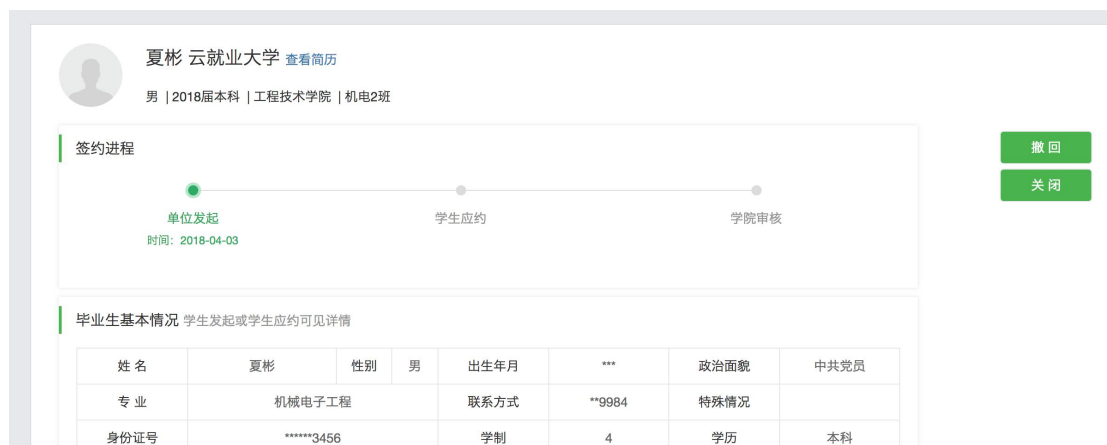 夏彬 云就业大学 查看简历
男 | 2018届本科 | 工程技术学院 | 机电2班
签约进程
撤 回
关 闭
单位发起 学生应约 学院审核
时间：2018-04-03
毕业生基本情况 学生发起或学生应约可见详情
姓 名 夏彬 性别 男 出生年月 *** 政治面貌 中共党员
专 业 机械电子工程 联系方式 **9984 特殊情况
身份证号 ******3456 学制 4 学历 本科